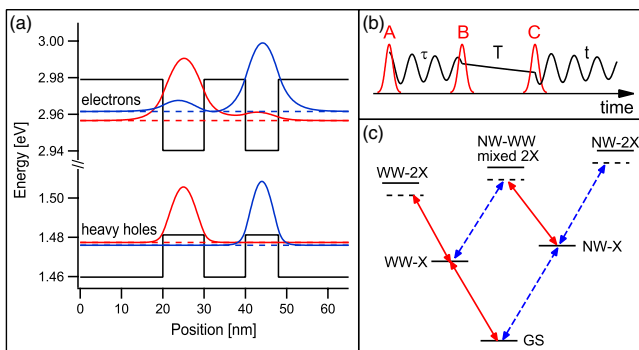 (a)
3.00
2.98
2.96
2.94
1.50
1.48
1.46
Energy [eV]
electrons
heavy holes
0 10 20 30 40 50 60
Position [nm]
(b)
A B C
τ T t
time
(c)
WW-2X
NW-WW
mixed 2X
NW-2X
WW-X
NW-X
GS